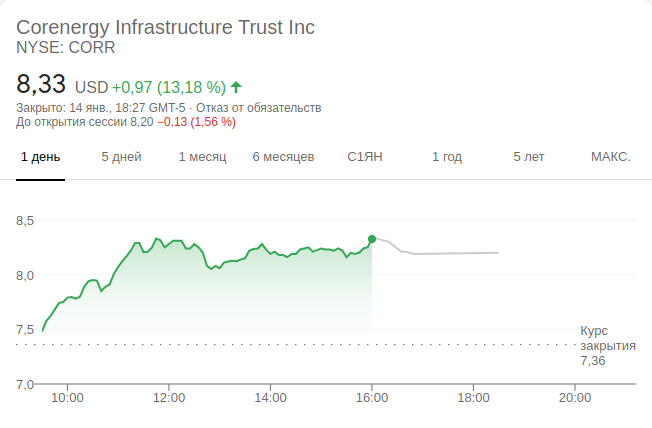 Corenergy Infrastructure Trust Inc
NYSE: CORR
8,33 USD +0,97 (13,18 %)
Закрыто: 14 янв., 18:27 GMT-5 · Отказ от обязательств
До открытия сессии 8,20 −0,13 (1,56 %)
1 день 5 дней 1 месяц 6 месяцев С1ЯН 1 год 5 лет МАКС.
8,5
8,0
7,5
Курс
закрытия
7,36
7,0
10:00 12:00 14:00 16:00 18:00 20:00